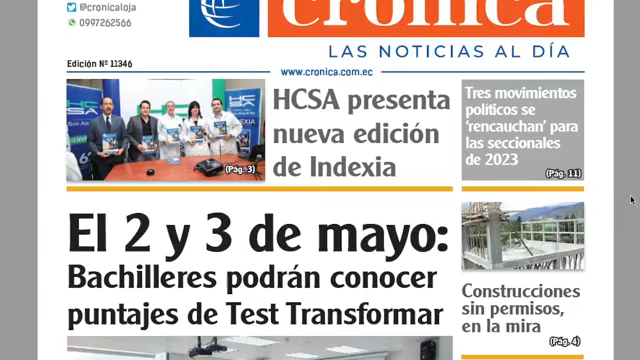 @cronicaloja
0997262566
crónica
LAS NOTICIAS AL DÍA
Edición Nº 11346
www.cronica.com.ec
HCSA presenta
nueva edición
de Indexia
(Pág. 3)
Tres movimientos
políticos se
‘rencauchan’ para
las seccionales
de 2023
(Pág. 11)
El 2 y 3 de mayo:
Bachilleres podrán conocer
puntajes de Test Transformar
Construcciones
sin permisos,
en la mira
(Pág. 4)